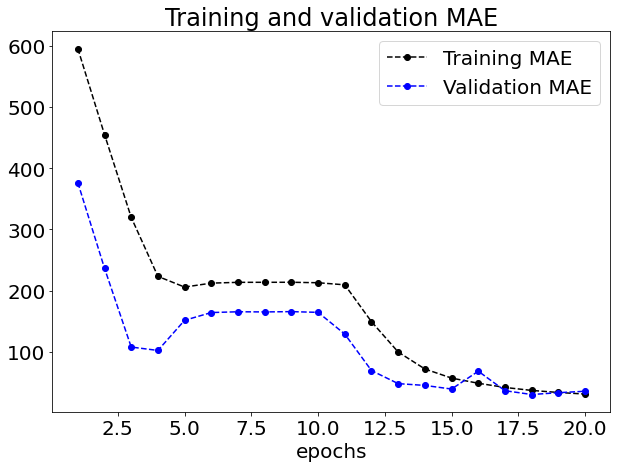 Training and validation MAE
Training MAE
Validation MAE
600
500
400
300
200
100
2.5 5.0 7.5 10.0 12.5 15.0 17.5 20.0
epochs